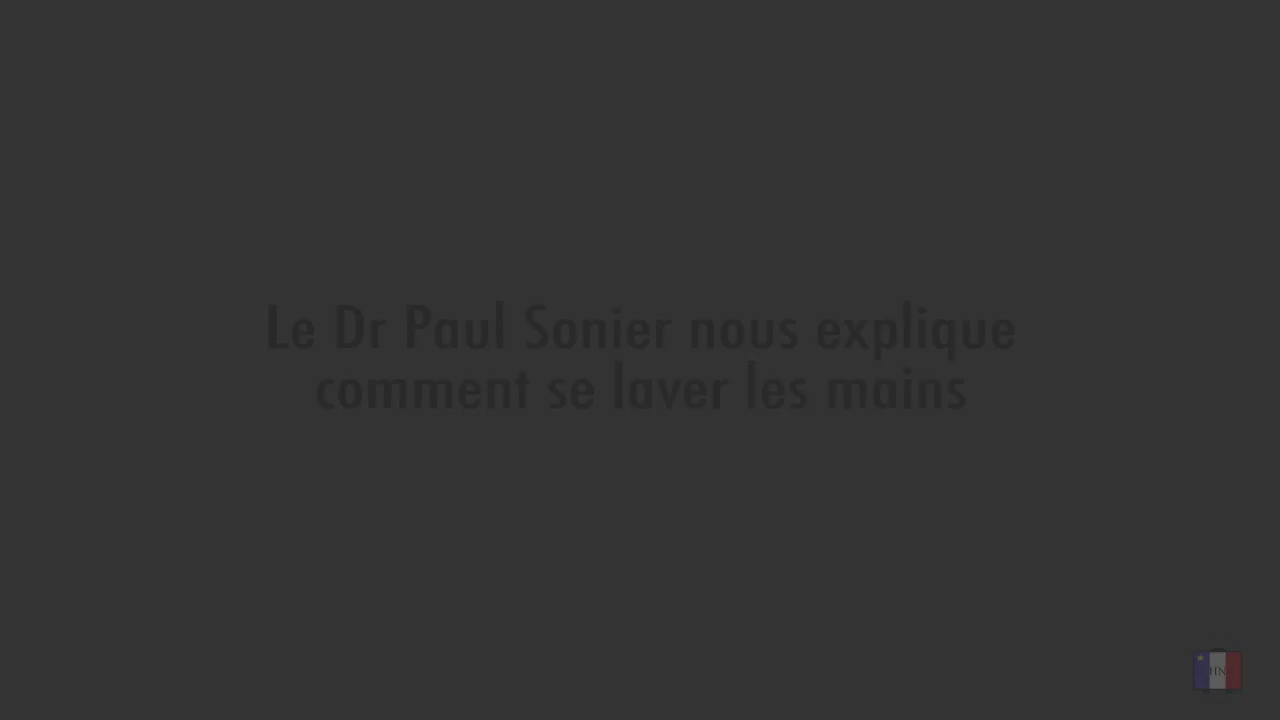 Le Dr Paul Sonier nous explique
comment se laver les mains